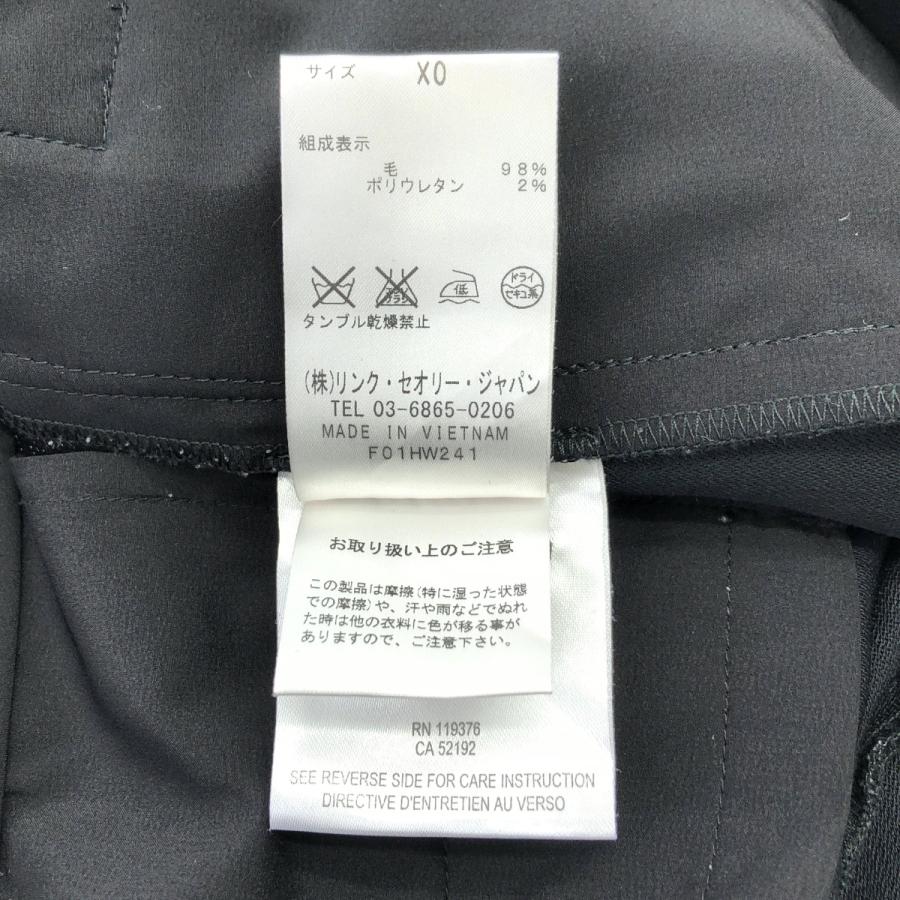 サイズ X0
組成表示
毛 98%
ポリウレタン 2%
低
ドライ
セキユ系
タンブル乾燥禁止
(株)リンク・セオリー・ジャパン
TEL 03-6865-0206
MADE IN VIETNAM
F01HW241
お取り扱い上のご注意
この製品は摩擦(特に湿った状態
での摩擦)や、汗や雨などでぬれ
た時は他の衣料に色が移る事が
ありますので、ご注意下さい。
RN 119376
CA 52192
SEE REVERSE SIDE FOR CARE INSTRUCTION
DIRECTIVE D'ENTRETIEN AU VERSO